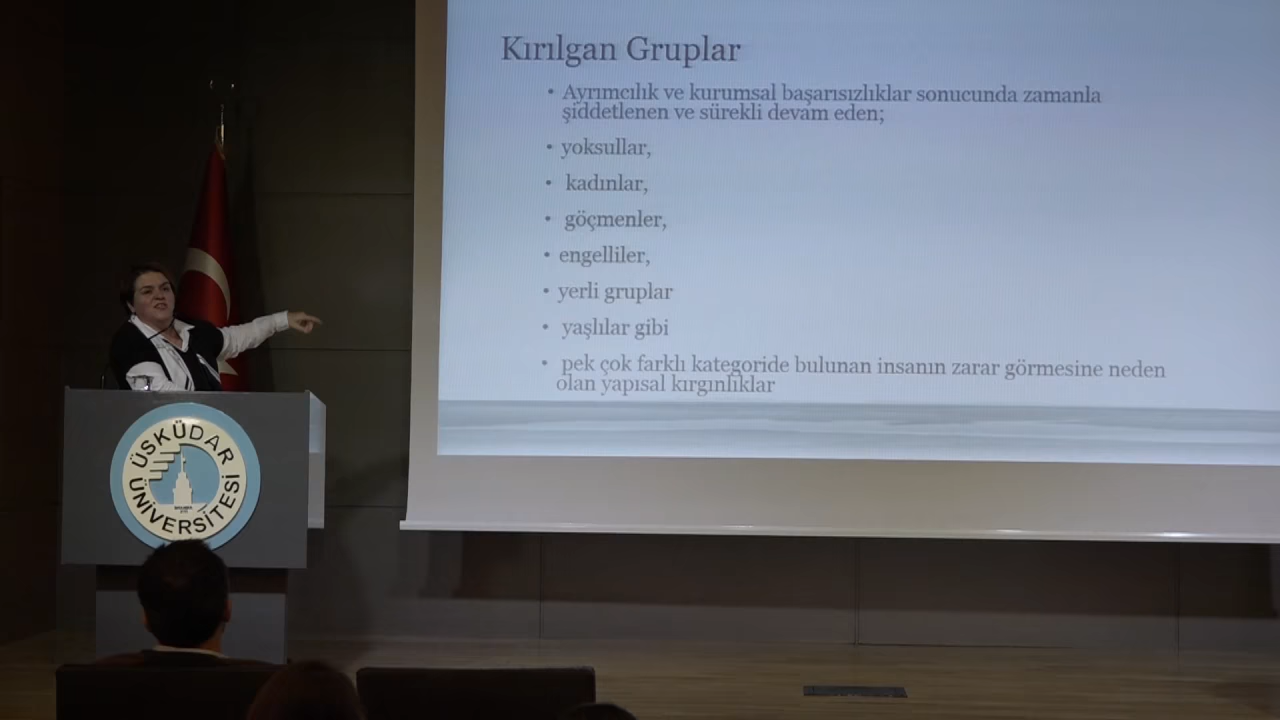 Kırılgan Gruplar
• Ayrımcılık ve kurumsal başarısızlıklar sonucunda zamanla
şiddetlenen ve sürekli devam eden;
• yoksullar,
• kadınlar,
• göçmenler,
• engelliler,
• yerli gruplar
• yaşlılar gibi
• pek çok farklı kategoride bulunan insanın zarar görmesine neden
olan yapısal kırgınlıklar
ÜSKÜDAR
ÜNİVERSİTESİ